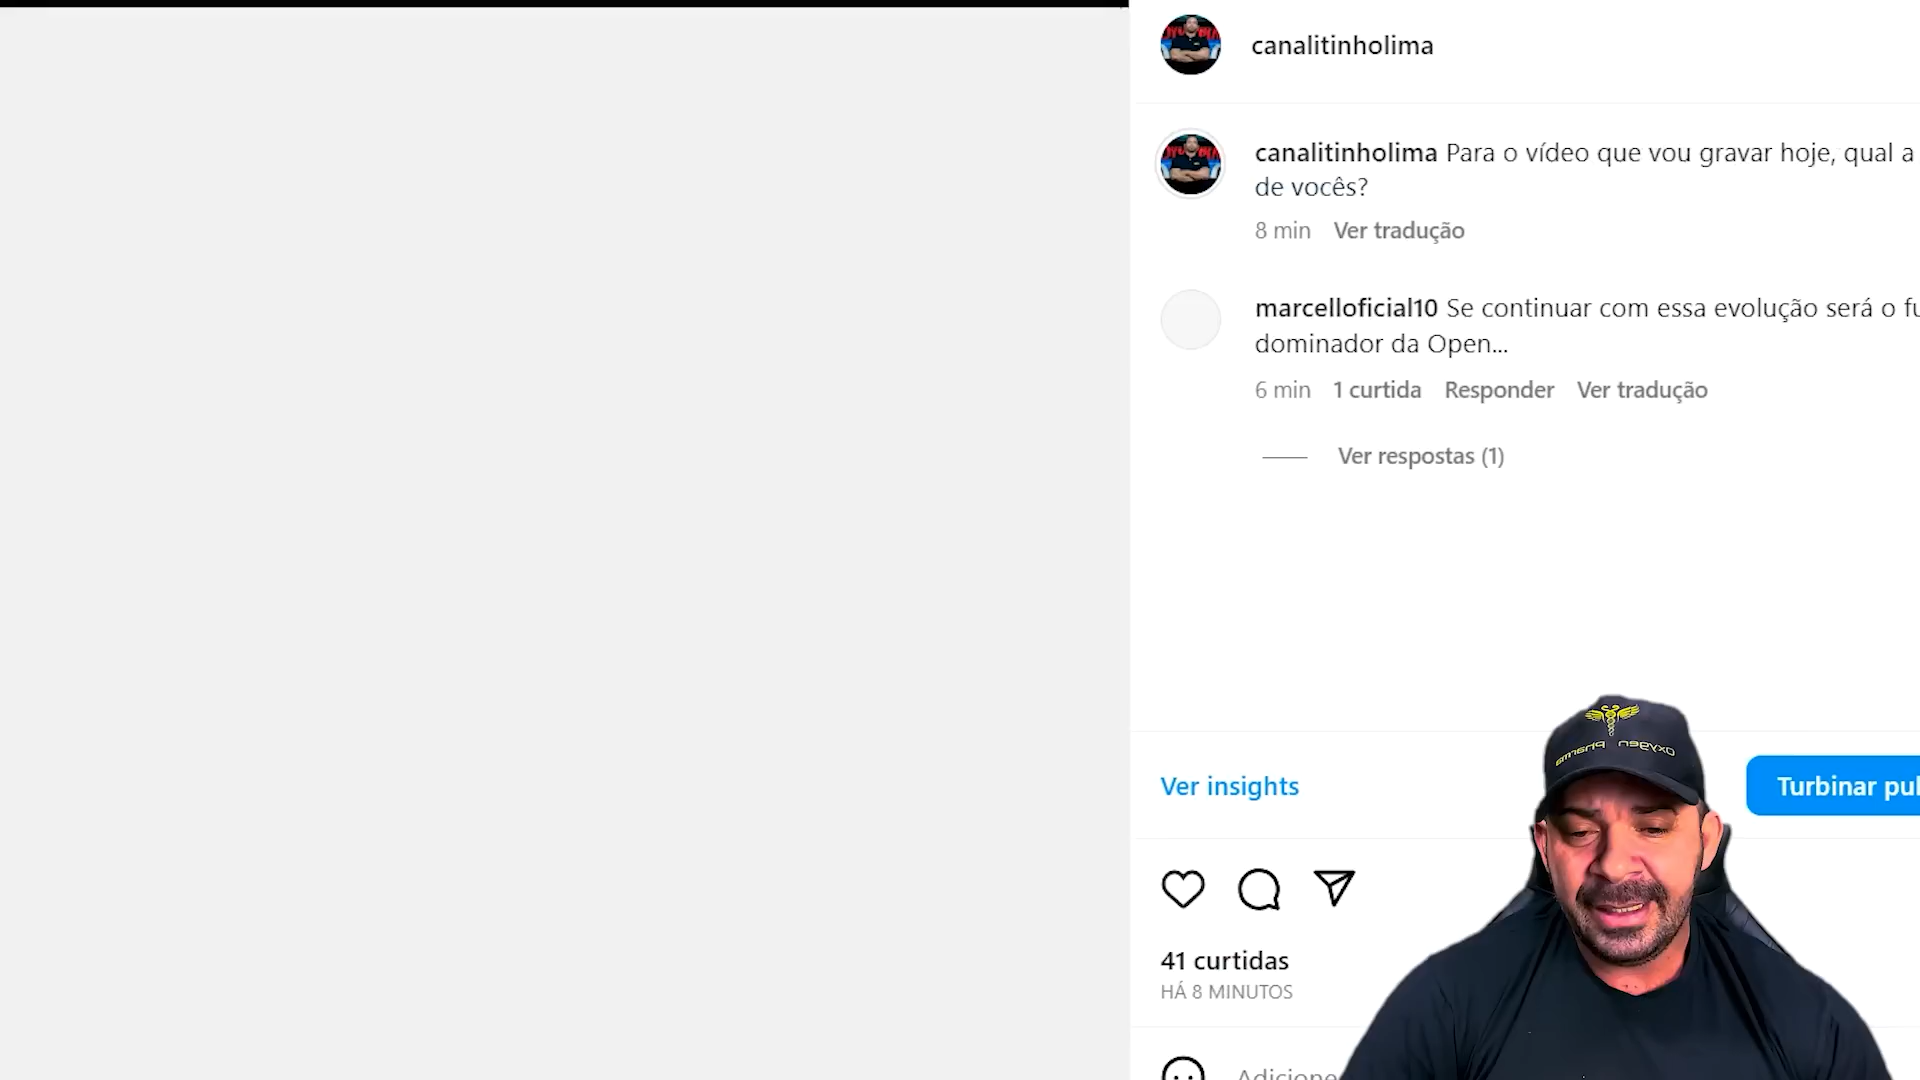 canalitinholima
canalitinholima Para o vídeo que vou gravar hoje, qual a
de vocês?
8 min Ver tradução
marcelloficial10 Se continuar com essa evolução será o
dominador da Open...
6 min 1 curtida Responder Ver tradução
Ver respostas (1)
oxygen pharma
Ver insights
Turbinar
41 curtidas
HÁ 8 MINUTOS